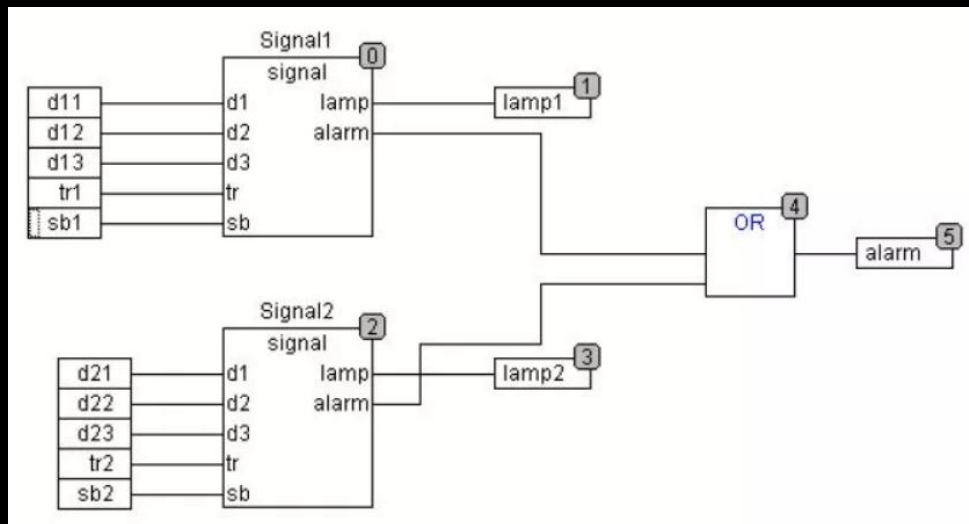 Signal1
0
signal
d11
d12
d13
tr1
sb1
d1
d2
d3
tr
sb
lamp
alarm
1
lamp1
4
OR
5
alarm
Signal2
2
signal
d21
d22
d23
tr2
sb2
d1
d2
d3
tr
sb
lamp
alarm
3
lamp2